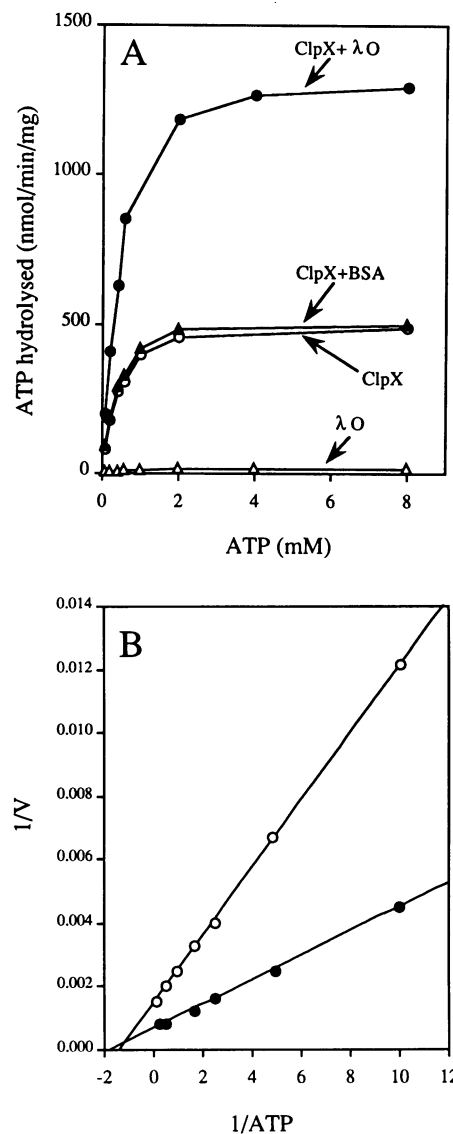 A
1500
1000
500
0
ATP hydrolysed (nmol/min/mg)
ClpX+ λ O
ClpX+BSA
ClpX
λ O
0 2 4 6 8
ATP (mM)
B
0.014
0.012
0.010
0.008
0.006
0.004
0.002
0.000
1/V
-2 0 2 4 6 8 10 12
1/ATP